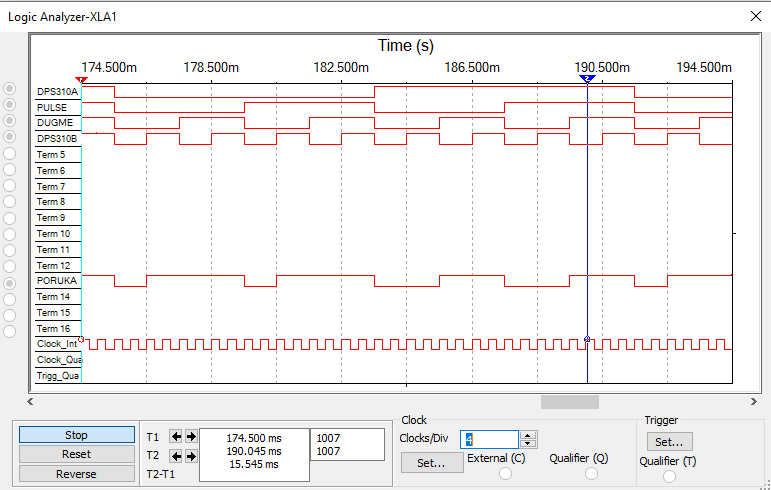 Logic Analyzer-XLA1
Time (s)
174.500m 178.500m 182.500m 186.500m 190.500m 194.500m
DPS310A
PULSE
DUGME
DPS310B
Term 5
Term 6
Term 7
Term 8
Term 9
Term 10
Term 11
Term 12
PORUKA
Term 14
Term 15
Term 16
Clock_Int
Clock_Qua
Trigg_Qua
Stop
Reset
Reverse
T1
T2
T2-T1
174.500 ms
190.045 ms
15.545 ms
1007
1007
Clock
Clocks/Div 4
Set...
External (C)
Qualifier (Q)
Trigger
Set...
Qualifier (T)